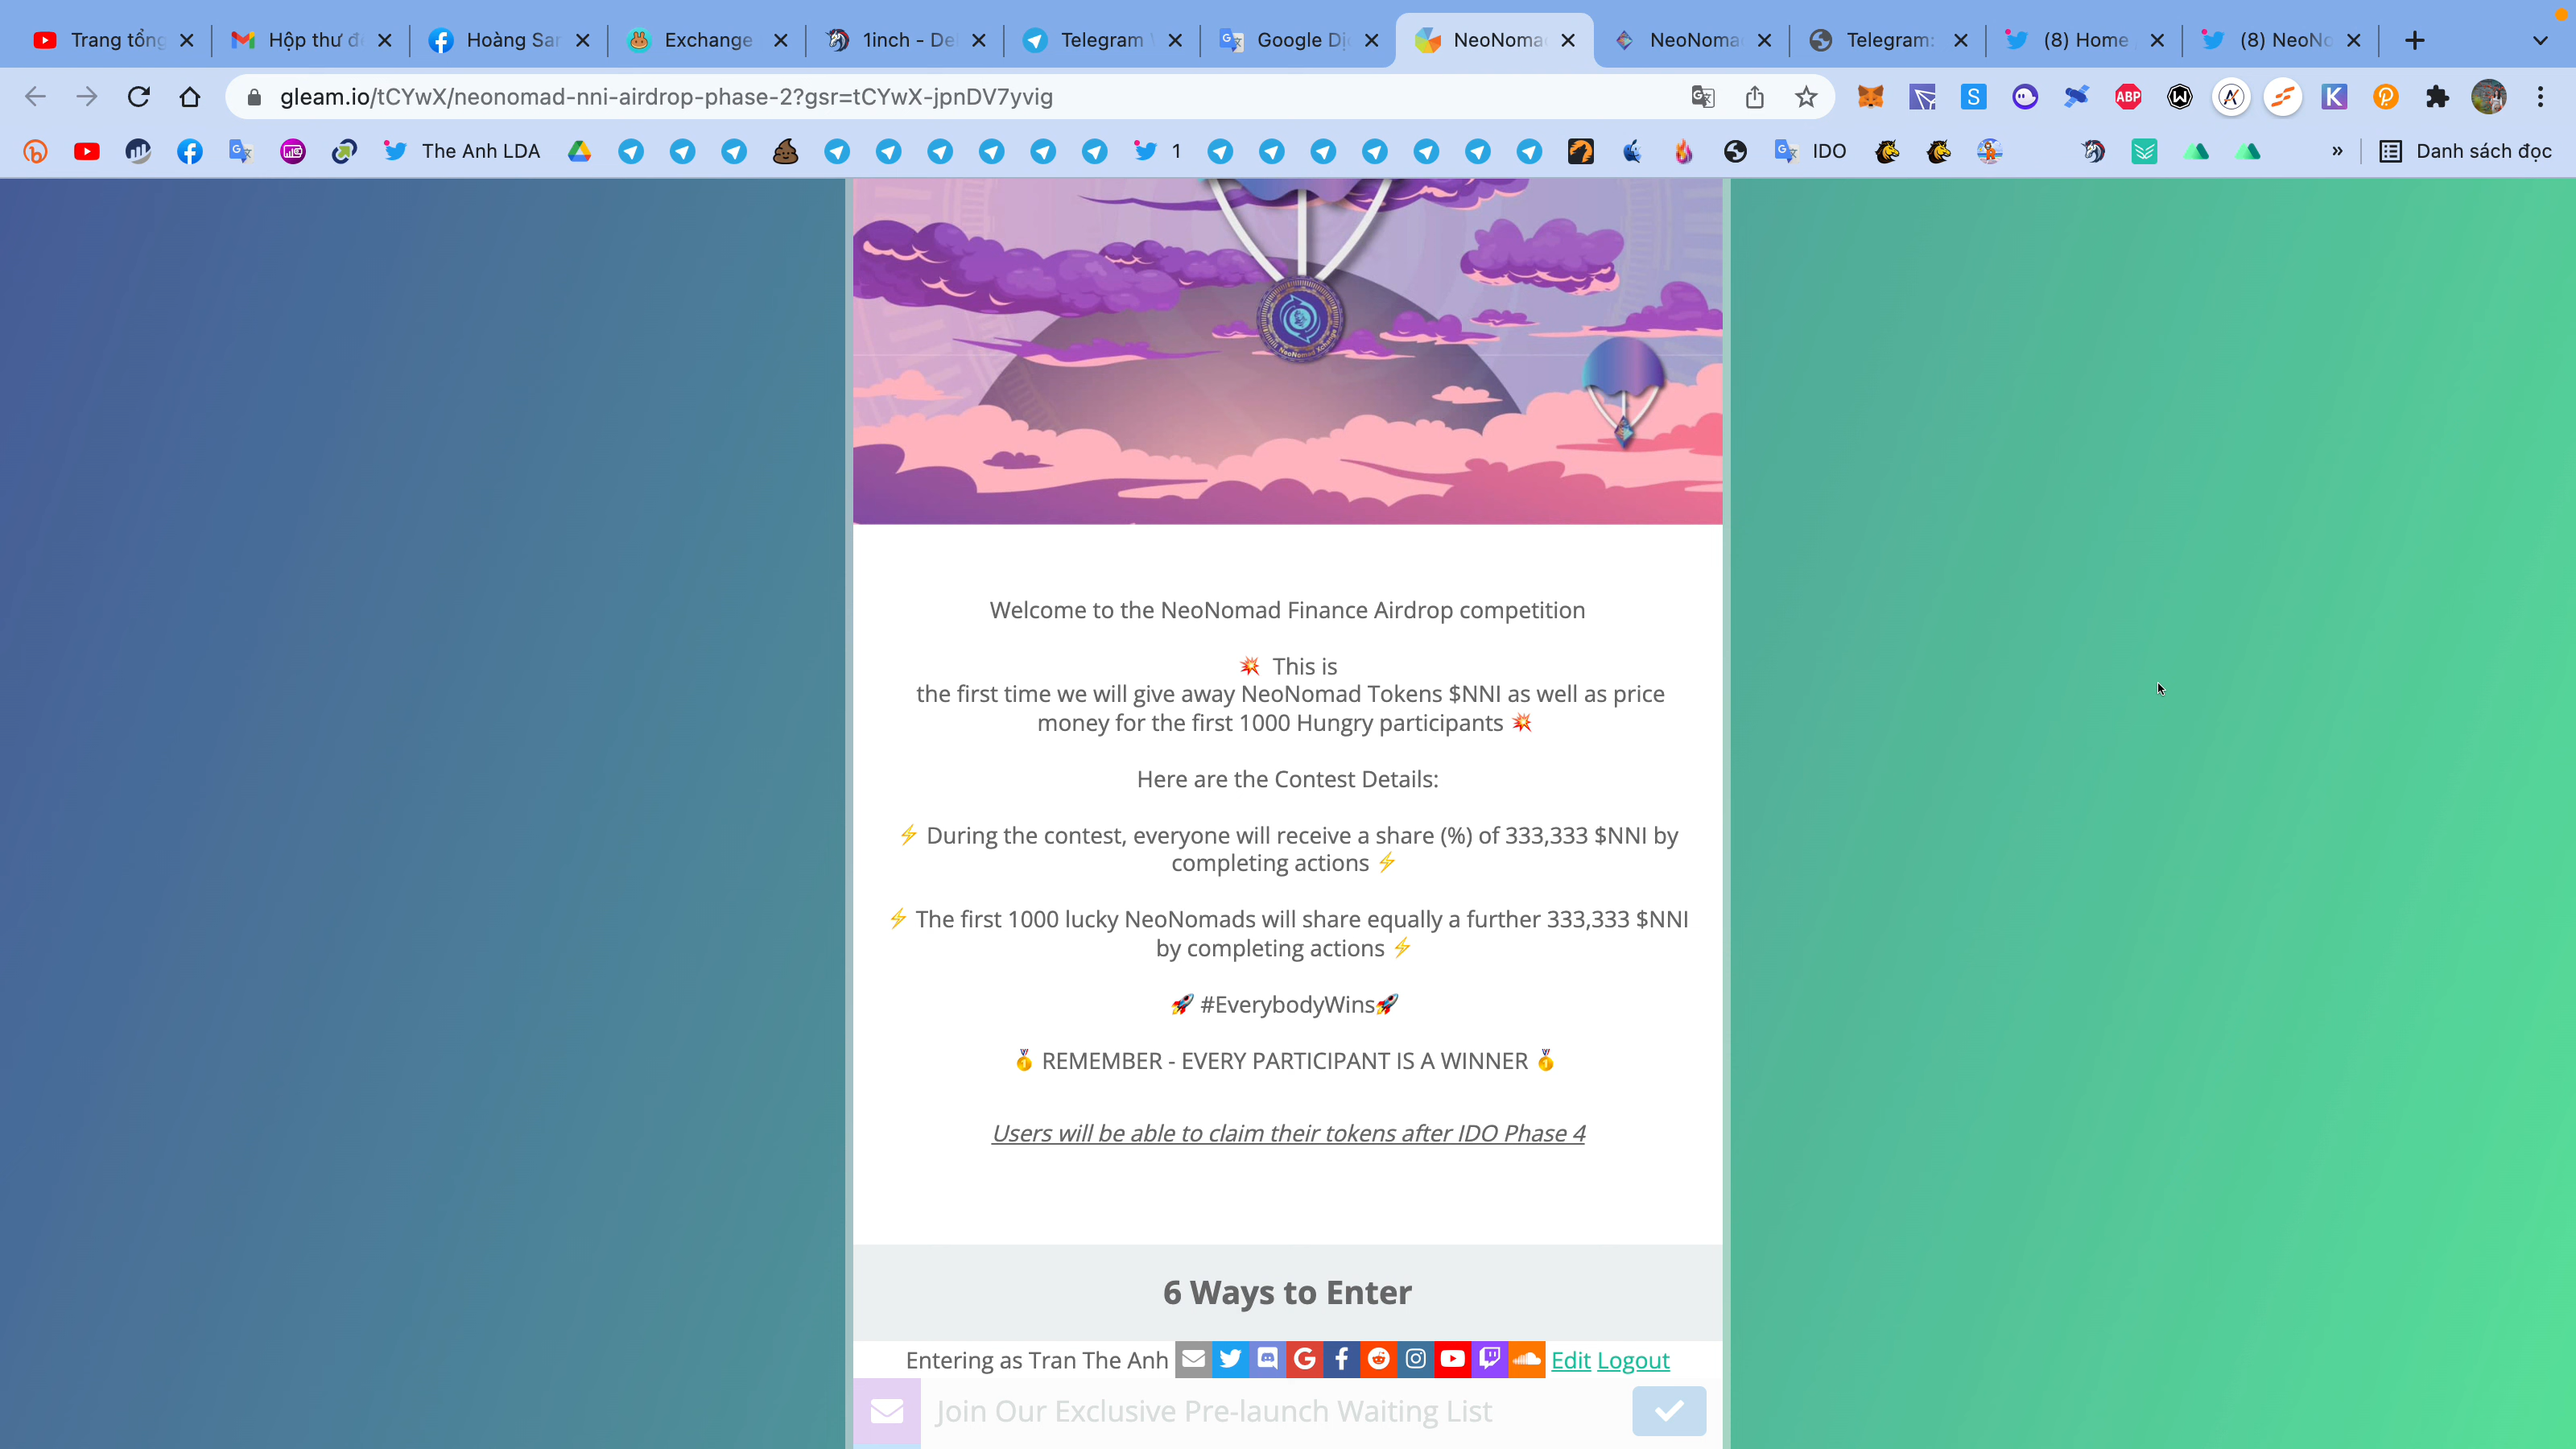 Trang tổng
Hộp thư đ
Hoàng San
Exchange
1inch - De
Telegram
Google Dị
NeoNoma
NeoNoma
Telegram:
(8) Home
(8) NeoNo
gleam.io/tCYwX/neonomad-nni-airdrop-phase-2?gsr=tCYwX-jpnDV7yvig
ABP
The Anh LDA
1
IDO
»
Danh sách đọc
NeoNomad Xchange
Welcome to the NeoNomad Finance Airdrop competition
💥 This is
the first time we will give away NeoNomad Tokens $NNI as well as price
money for the first 1000 Hungry participants 💥
Here are the Contest Details:
⚡ During the contest, everyone will receive a share (%) of 333,333 $NNI by
completing actions ⚡
⚡ The first 1000 lucky NeoNomads will share equally a further 333,333 $NNI
by completing actions ⚡
🚀 #EverybodyWins🚀
🥇 REMEMBER - EVERY PARTICIPANT IS A WINNER 🥇
Users will be able to claim their tokens after IDO Phase 4
6 Ways to Enter
Entering as Tran The Anh Edit Logout
Join Our Exclusive Pre-launch Waiting List